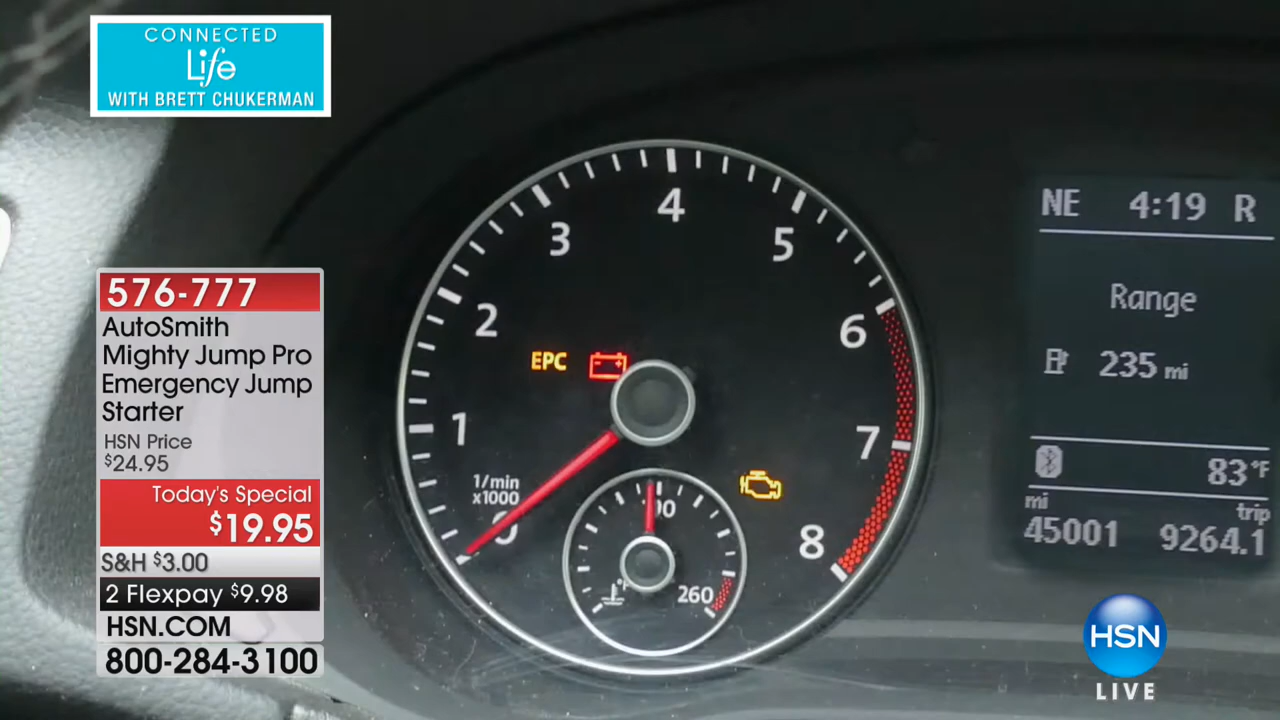 CONNECTED
Life
WITH BRETT CHUKERMAN
576-777
AutoSmith
Mighty Jump Pro
Emergency Jump
Starter
HSN Price
$24.95
Today's Special
$19.95
S&H $3.00
2 Flexpay $9.98
HSN.COM
800-284-3100
4
3
5
2
6
EPC
1
7
1/min
x1000
0
8
260
NE 4:19 R
Range
235 mi
83°F
mi
trip
45001 9264.1
HSN
LIVE